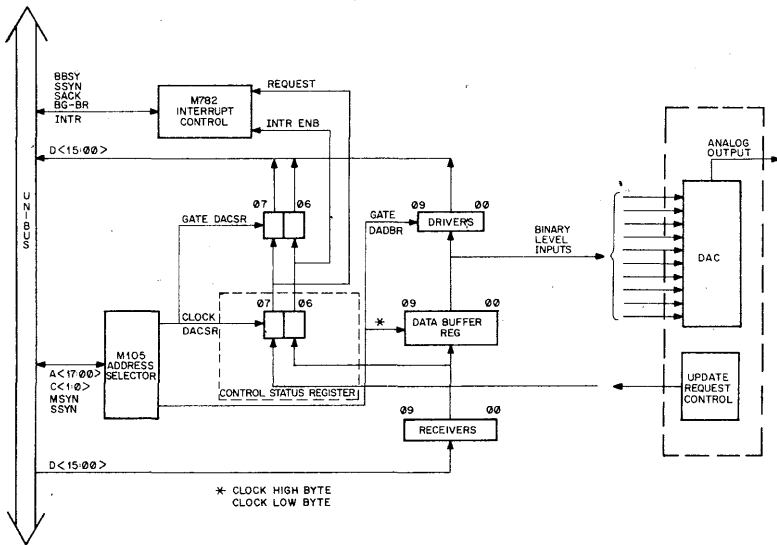 BBSY
SSYN
SACK
BG-BR
INTR
M782
INTERRUPT
CONTROL
REQUEST
INTR ENB
D<15:00>
UNIBUS
07 06
GATE DACSR
09 00
GATE
DADBR
DRIVERS
BINARY
LEVEL
INPUTS
ANALOG
OUTPUT
DAC
07 06
CLOCK
DACSR
CONTROL STATUS REGISTER
*
09 00
DATA BUFFER
REG
M105
ADDRESS
SELECTOR
A<17:00>
C<1:0>
MSYN
SSYN
UPDATE
REQUEST
CONTROL
09 00
RECEIVERS
D<15:00>
* CLOCK HIGH BYTE
CLOCK LOW BYTE